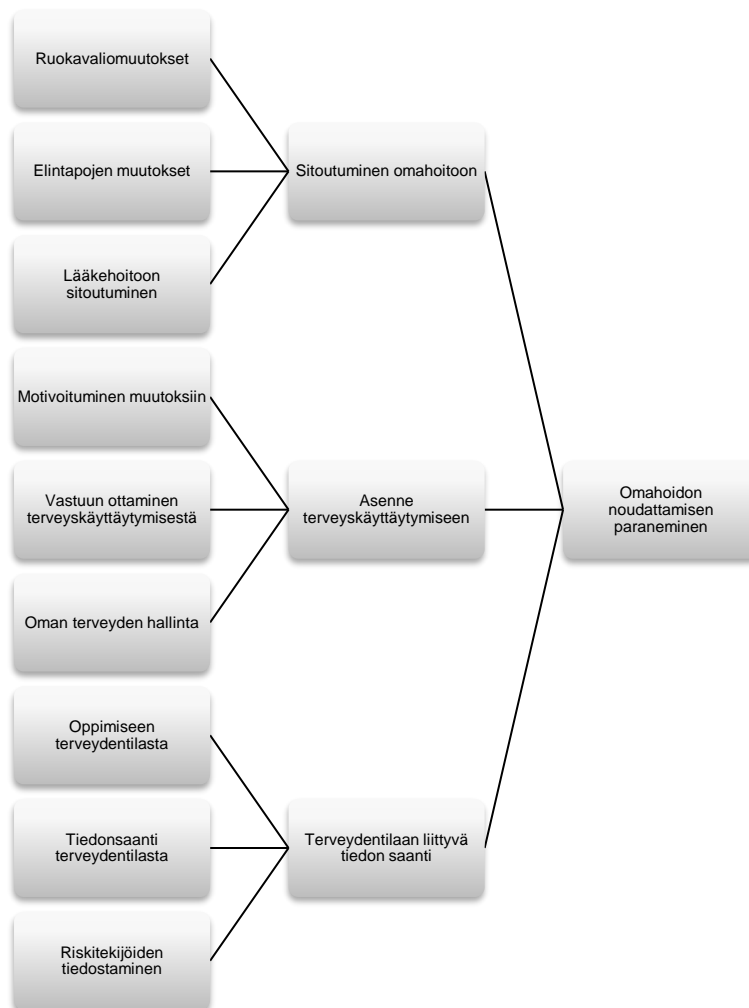 Ruokavaliomuutokset
Elintapojen muutokset
Lääkehoitoon
sitoutuminen
Sitoutuminen omahoitoon
Motivoituminen muutoksiin
Vastuun ottaminen
terveyskäyttäytymisestä
Oman terveyden hallinta
Asenne
terveyskäyttäytymiseen
Oppimiseen
terveydentilasta
Tiedonsaanti
terveydentilasta
Riskitekijöiden
tiedostaminen
Terveydentilaan liittyvä
tiedon saanti
Omahoidon
noudattamisen
paraneminen